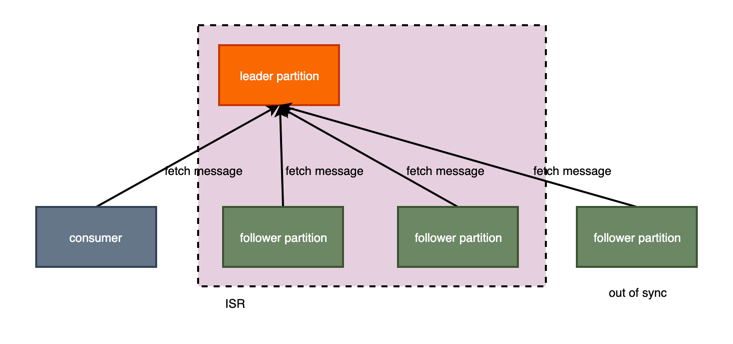 leader partition
fetch message
fetch message
fetch message
fetch message
consumer
follower partition
follower partition
follower partition
out of sync
ISR